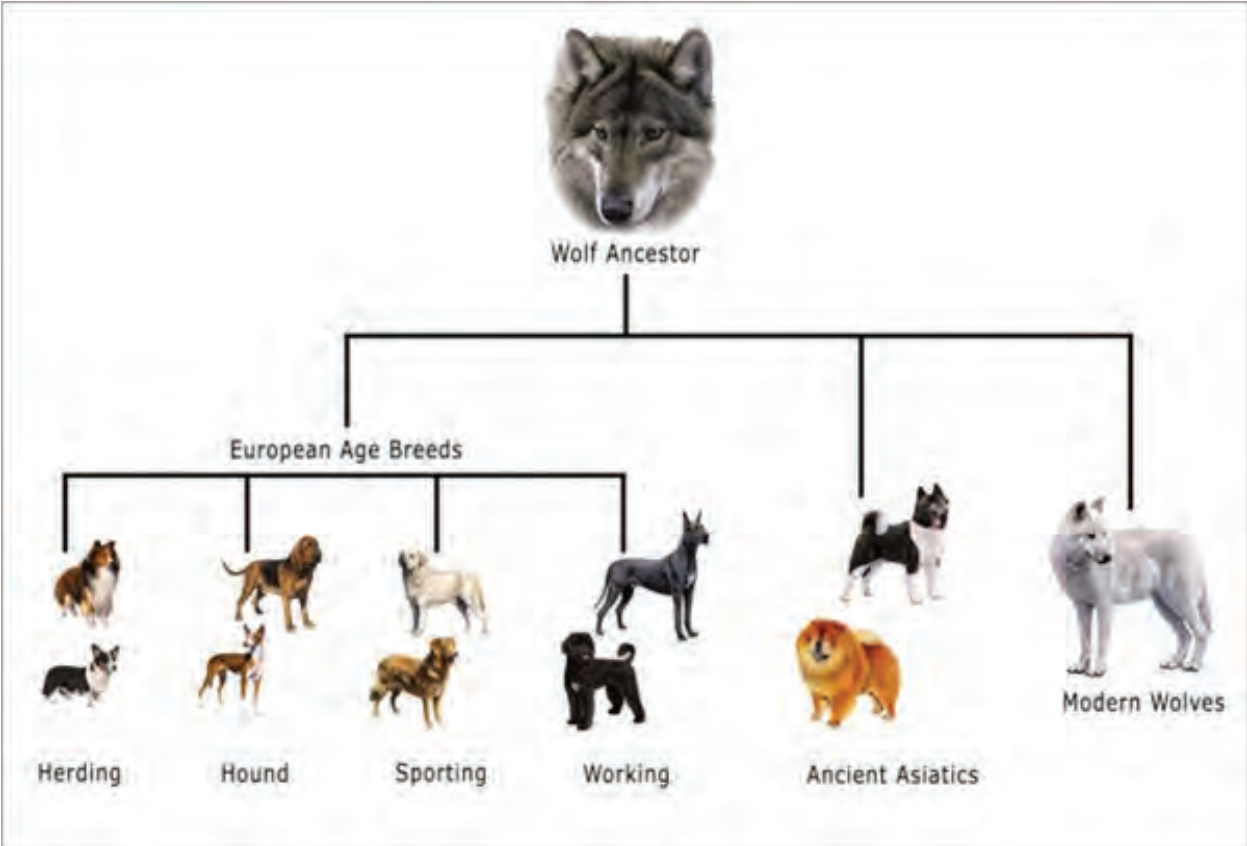 Wolf Ancestor
European Age Breeds
Modern Wolves
Herding
Hound
Sporting
Working
Ancient Asiatics